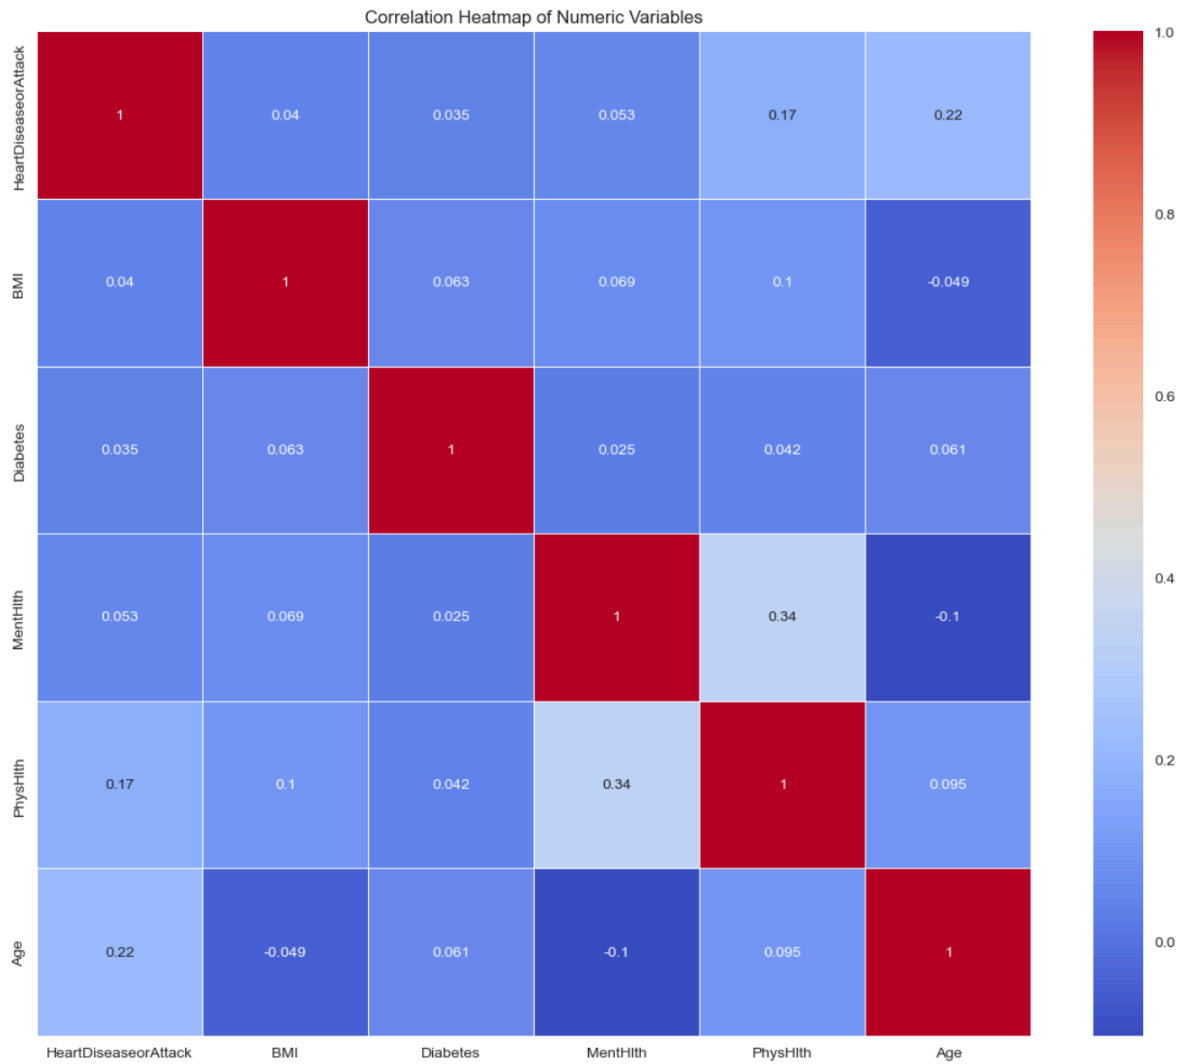 Correlation Heatmap of Numeric Variables
HeartDiseaseorAttack 1 0.04 0.035 0.053 0.17 0.22
BMI 0.04 1 0.063 0.069 0.1 -0.049
Diabetes 0.035 0.063 1 0.025 0.042 0.061
MentHlth 0.053 0.069 0.025 1 0.34 -0.1
PhysHlth 0.17 0.1 0.042 0.34 1 0.095
Age 0.22 -0.049 0.061 -0.1 0.095 1
HeartDiseaseorAttack BMI Diabetes MentHlth PhysHlth Age
1.0
0.8
0.6
0.4
0.2
0.0